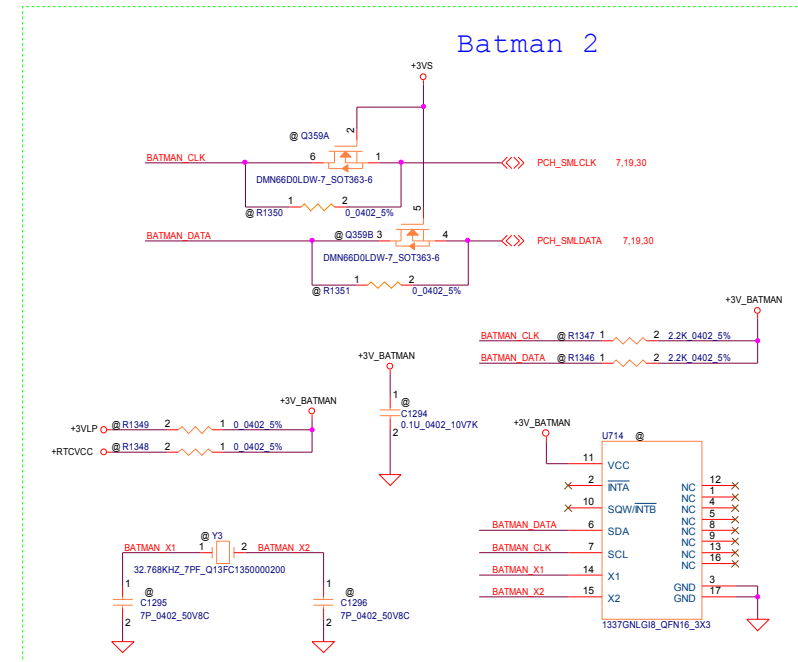 Batman 2
+3VS
@ Q359A
2
BATMAN_CLK
6
1
PCH_SMLCLK 7,19,30
DMN66D0LDW-7_SOT363-6
1
2
@ R1350
0_0402_5%
5
BATMAN_DATA
@ Q359B 3
4
PCH_SMLDATA 7,19,30
DMN66D0LDW-7_SOT363-6
1
2
@ R1351
0_0402_5%
+3V_BATMAN
BATMAN_CLK @ R1347 1 2 2.2K_0402_5%
BATMAN_DATA @ R1346 1 2 2.2K_0402_5%
+3V_BATMAN
1
@
C1294
0.1U_0402_10V7K
2
+3V_BATMAN
+3VLP @ R1349 2 1 0_0402_5%
+RTCVCC @ R1348 2 1 0_0402_5%
+3V_BATMAN
U714 @
11 VCC
2 INTA
10 SQW/INTB
BATMAN_DATA 6 SDA
BATMAN_CLK 7 SCL
BATMAN_X1 14 X1
BATMAN_X2 15 X2
NC 12
NC 1
NC 4
NC 5
NC 8
NC 9
NC 13
NC 16
GND 3
GND 17
1337GNLGI8_QFN16_3X3
@ Y3
BATMAN_X1 1 2 BATMAN_X2
32.768KHZ_7PF_Q13FC1350000200
1
@
C1295
7P_0402_50V8C
2
1
@
C1296
7P_0402_50V8C
2